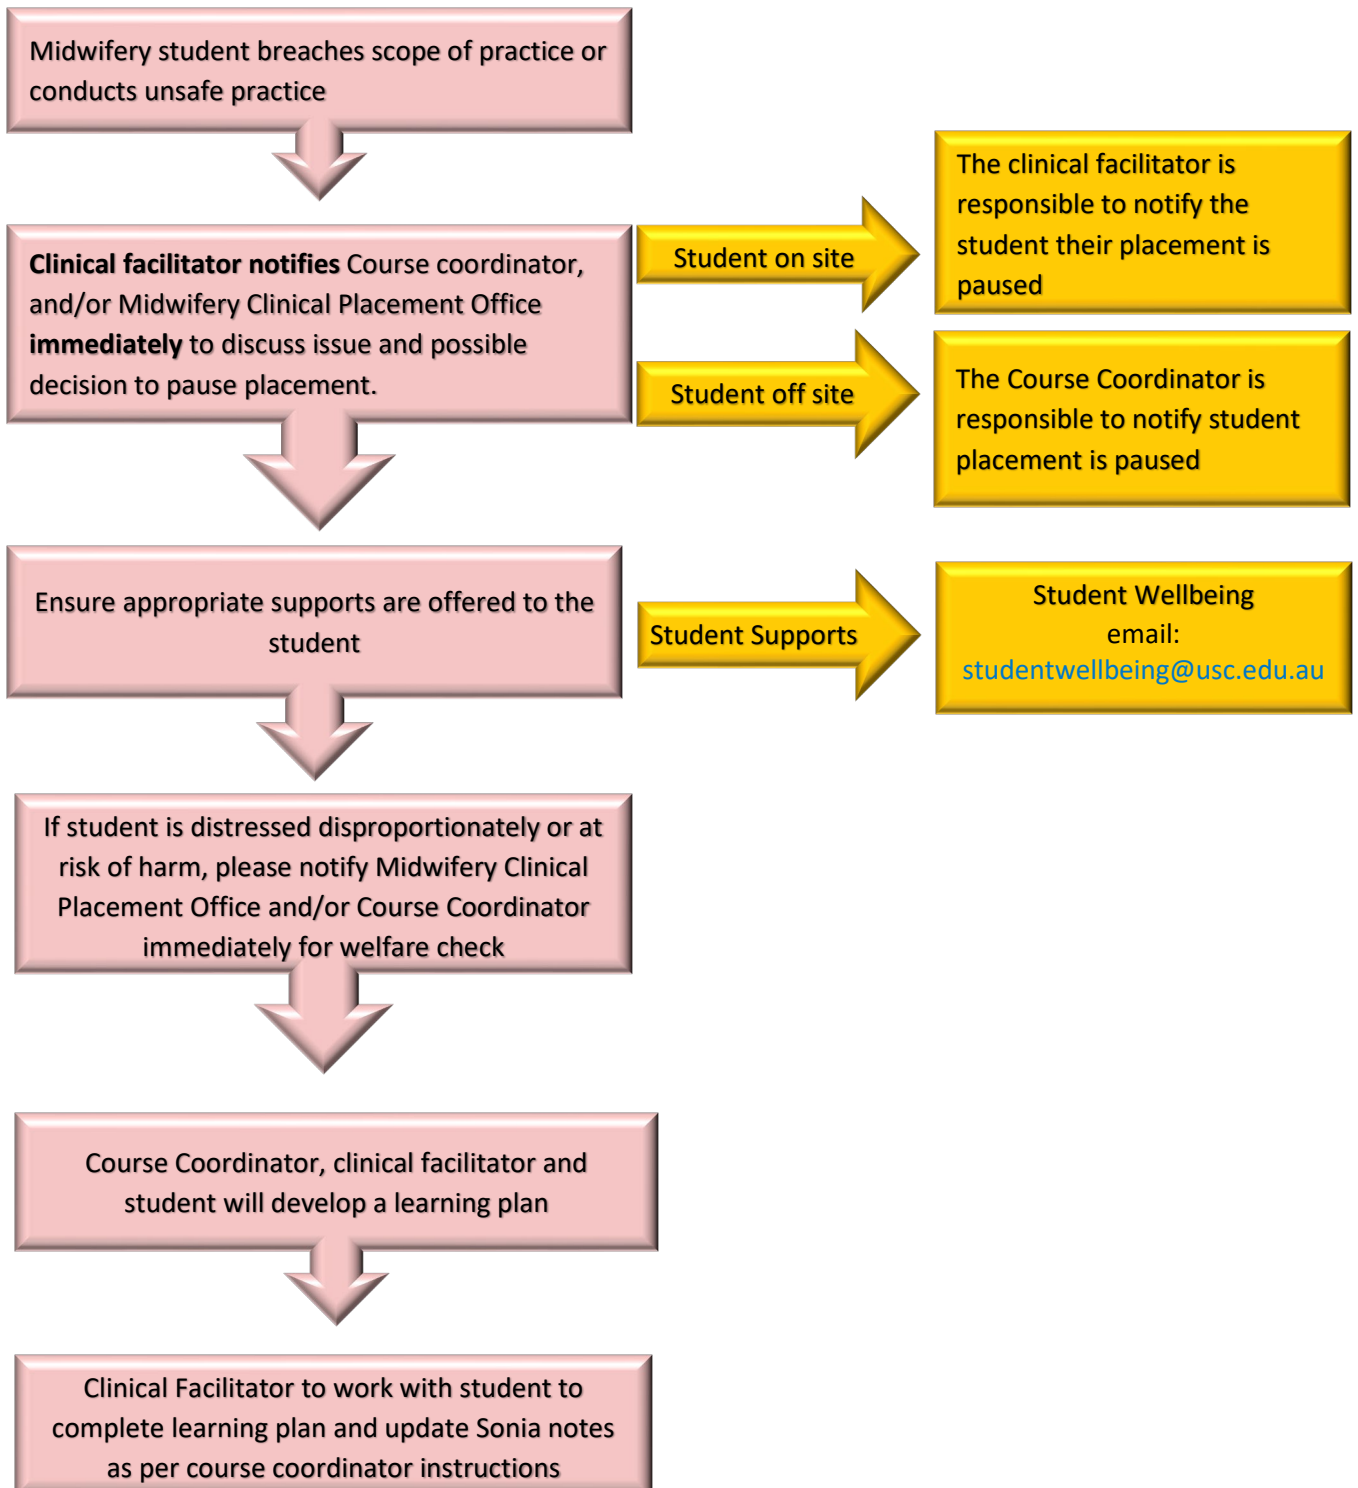 Midwifery student breaches scope of practice or
conducts unsafe practice
Clinical facilitator notifies Course coordinator,
and/or Midwifery Clinical Placement Office
immediately to discuss issue and possible
decision to pause placement.
Student on site
The clinical facilitator is
responsible to notify the
student their placement is
paused
Student off site
The Course Coordinator is
responsible to notify student
placement is paused
Ensure appropriate supports are offered to the
student
Student Supports
Student Wellbeing
email:
studentwellbeing@usc.edu.au
If student is distressed disproportionately or at
risk of harm, please notify Midwifery Clinical
Placement Office and/or Course Coordinator
immediately for welfare check
Course Coordinator, clinical facilitator and
student will develop a learning plan
Clinical Facilitator to work with student to
complete learning plan and update Sonia notes
as per course coordinator instructions